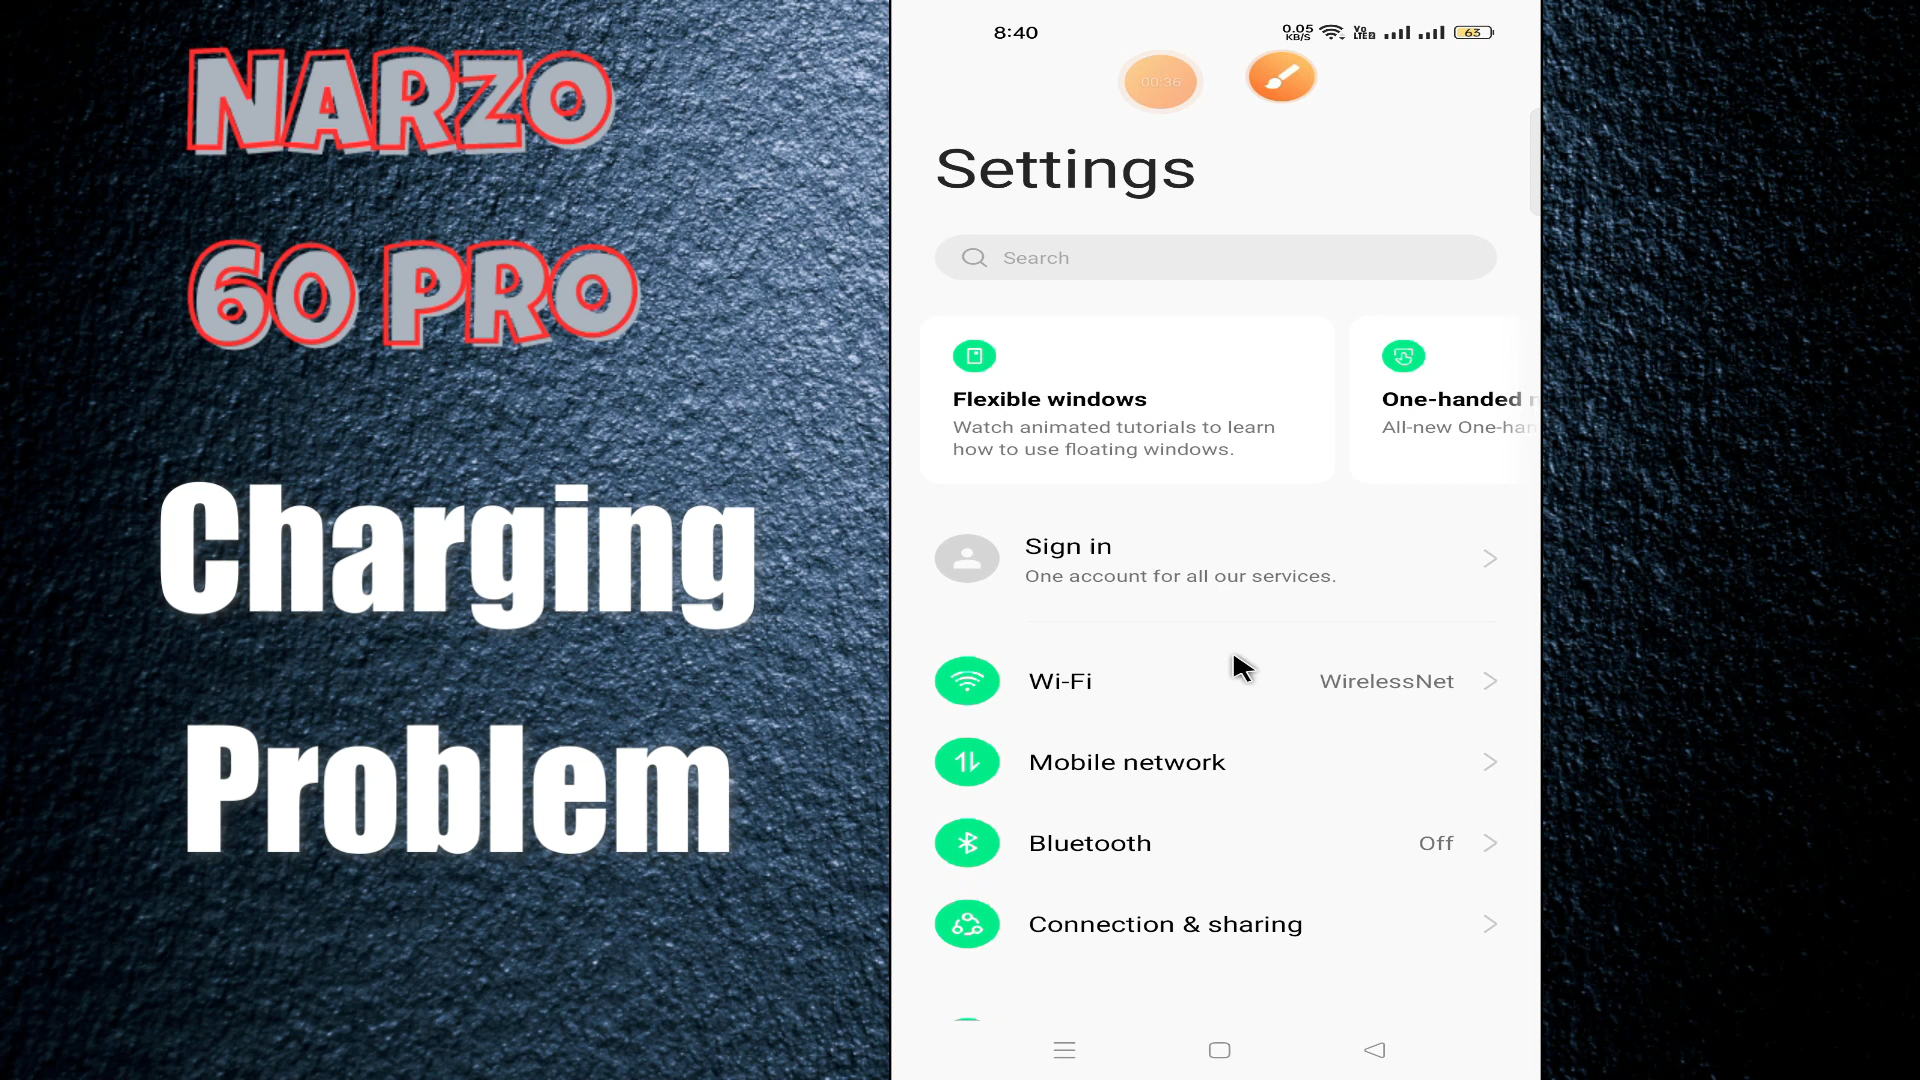 NARZO
60 PRO
Charging
Problem
8:40
0.05
KB/S
Vo
LTE2
63
00:36
Settings
Search
Flexible windows
Watch animated tutorials to learn
how to use floating windows.
One-handed
All-new One-han
Sign in
One account for all our services.
Wi-Fi WirelessNet
Mobile network
Bluetooth Off
Connection & sharing